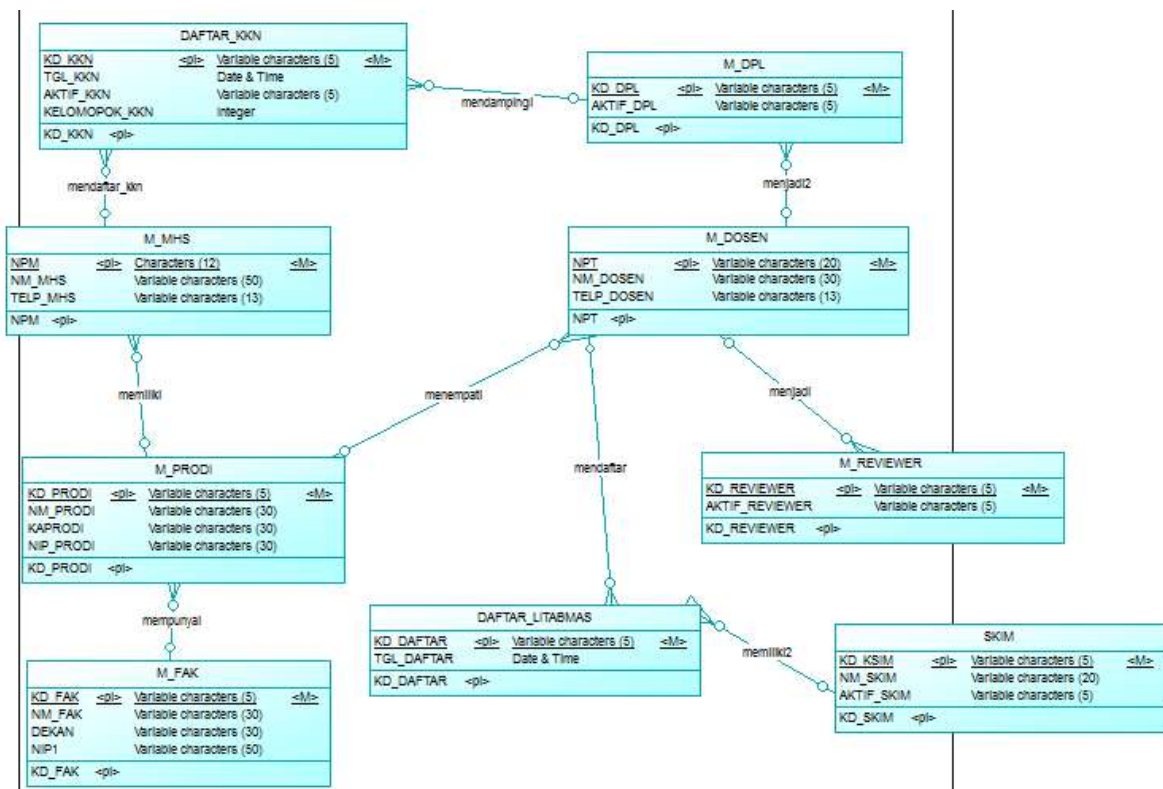 DAFTAR_KKN
KD_KKN <pi> Variable characters (5) <M>
TGL_KKN Date & Time
AKTIF_KKN Variable characters (5)
KELOMOPOK_KKN Integer
KD_KKN <pi>
M_DPL
KD_DPL <pi> Variable characters (5) <M>
AKTIF_DPL Variable characters (5)
KD_DPL <pi>
mendampingi
mendaftar_kkn
menjadi2
M_MHS
NPM <pi> Characters (12) <M>
NM_MHS Variable characters (50)
TELP_MHS Variable characters (13)
NPM <pi>
M_DOSEN
NPT <pi> Variable characters (20) <M>
NM_DOSEN Variable characters (30)
TELP_DOSEN Variable characters (13)
NPT <pi>
memiliki
menempati
menjadi
mendaftar
M_PRODI
KD_PRODI <pi> Variable characters (5) <M>
NM_PRODI Variable characters (30)
KAPRODI Variable characters (30)
NIP_PRODI Variable characters (30)
KD_PRODI <pi>
M_REVIEWER
KD_REVIEWER <pi> Variable characters (5) <M>
AKTIF_REVIEWER Variable characters (5)
KD_REVIEWER <pi>
mempunyai
DAFTAR_LITABMAS
KD_DAFTAR <pi> Variable characters (5) <M>
TGL_DAFTAR Date & Time
KD_DAFTAR <pi>
memiliki2
SKIM
KD_KSIM <pi> Variable characters (5) <M>
NM_SKIM Variable characters (20)
AKTIF_SKIM Variable characters (5)
KD_SKIM <pi>
M_FAK
KD_FAK <pi> Variable characters (5) <M>
NM_FAK Variable characters (30)
DEKAN Variable characters (30)
NIP1 Variable characters (50)
KD_FAK <pi>